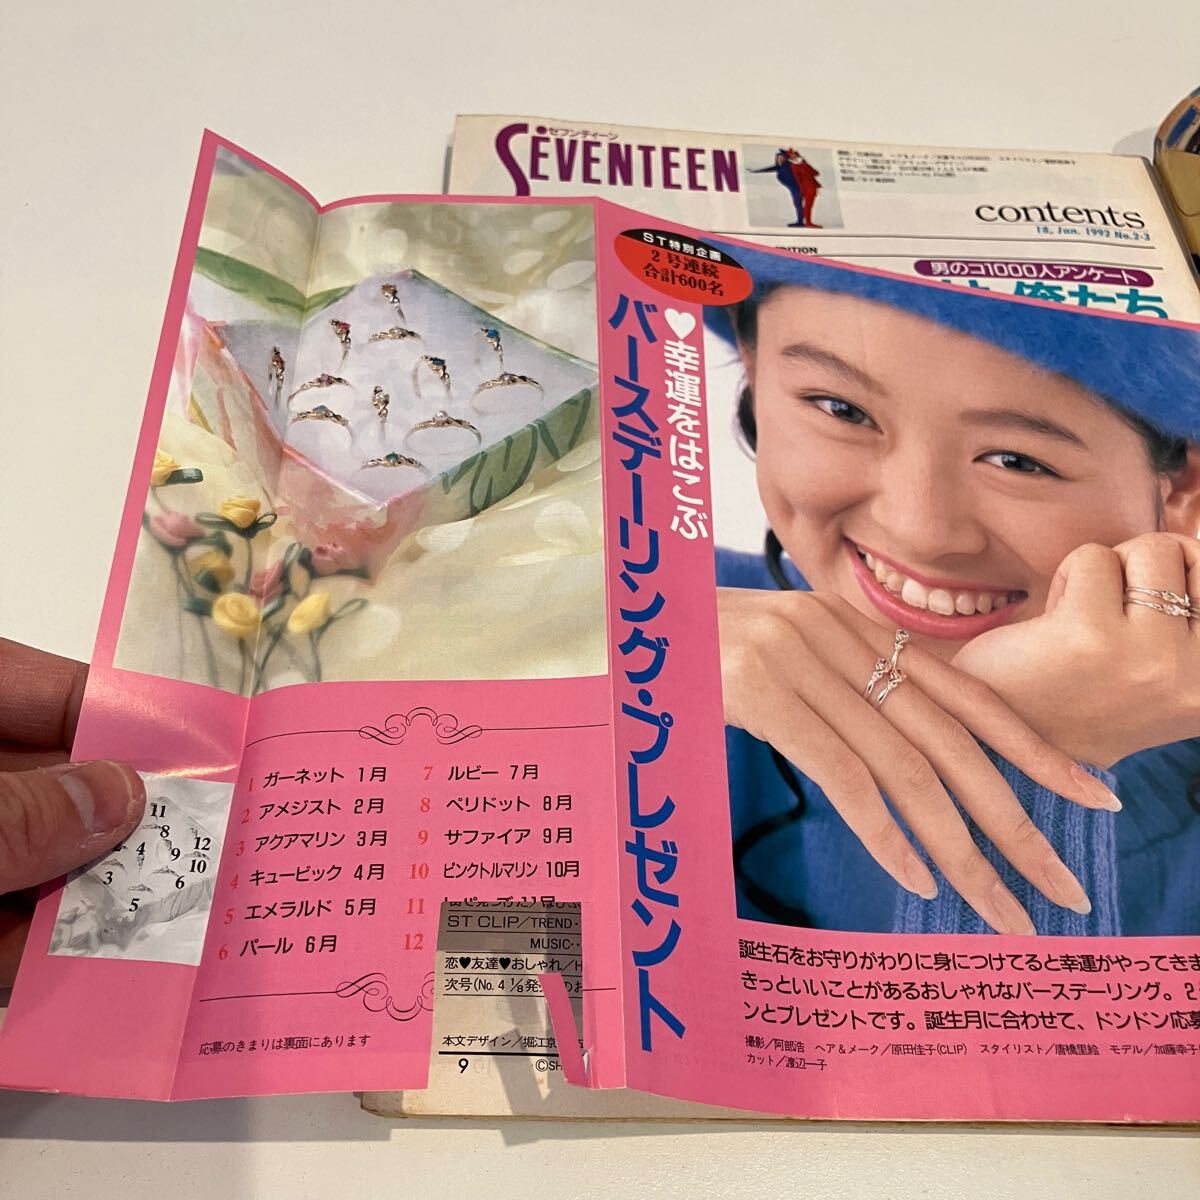 セブンティーン
SEVENTEEN
contents
18, Jan. 1992 No.2-3
男のコ1000人アンケート
ST特別企画
2号連続
合計600名
♥幸運をはこぶ
バースデーリング・プレゼント
1 ガーネット 1月
2 アメジスト 2月
3 アクアマリン 3月
4 キュービック 4月
5 エメラルド 5月
6 パール 6月
7 ルビー 7月
8 ペリドット 8月
9 サファイア 9月
10 ピンクトルマリン 10月
11
12
応募のきまりは裏面にあります
11
8
12
2
4
9
10
3
6
5
ST CLIP/TREND・
MUSIC・・
恋♥友達♥おしゃれ/H
次号(No.4 1/8発
本文デザイン/堀江京
9
©SH
誕生石をお守りがわりに身につけてると幸運がやってきま
きっといいことがあるおしゃれなバースデーリング。2
ンとプレゼントです。誕生月に合わせて、ドンドン応募
撮影/阿部浩 ヘア&メーク/原田佳子(CLIP) スタイリスト/唐橋里絵 モデル/加藤幸子
カット/渡辺一子